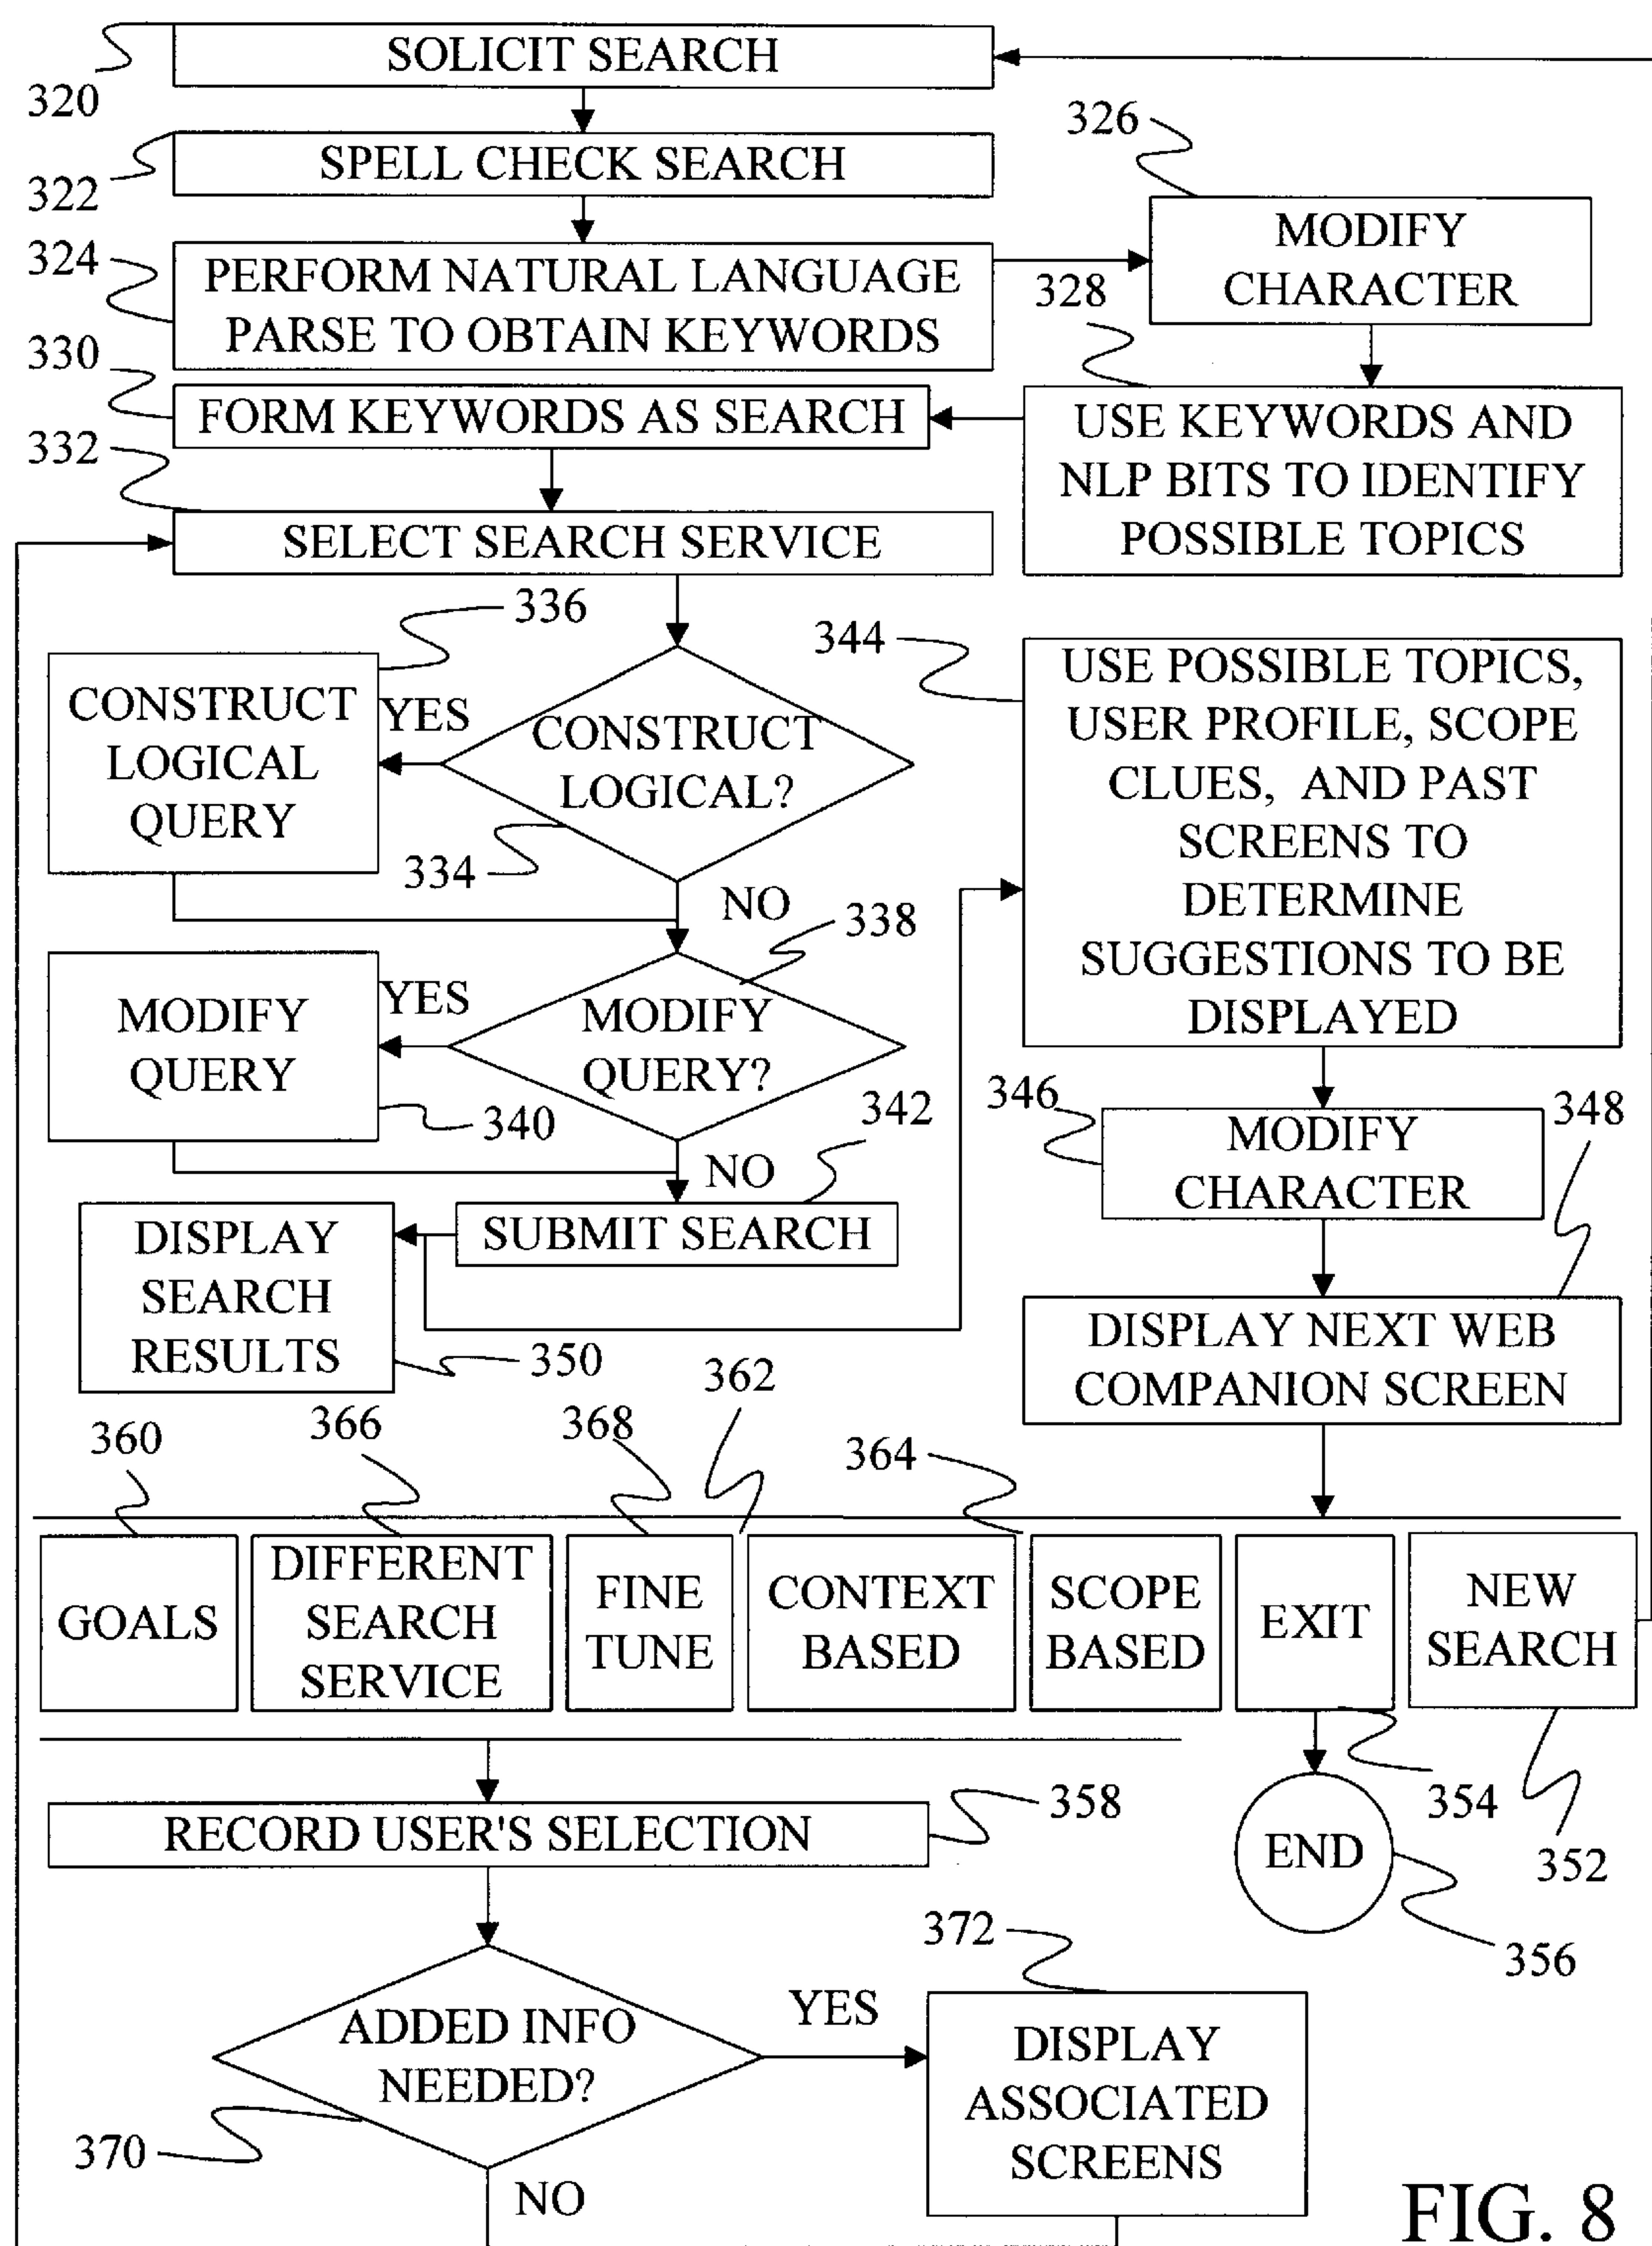 SOLICIT SEARCH
320
SPELL CHECK SEARCH
322
326
MODIFY
CHARACTER
324
PERFORM NATURAL LANGUAGE
PARSE TO OBTAIN KEYWORDS
328
330
FORM KEYWORDS AS SEARCH
USE KEYWORDS AND
NLP BITS TO IDENTIFY
POSSIBLE TOPICS
332
SELECT SEARCH SERVICE
336
CONSTRUCT
LOGICAL
QUERY
YES
CONSTRUCT
LOGICAL?
334
NO
344
USE POSSIBLE TOPICS,
USER PROFILE, SCOPE
CLUES, AND PAST
SCREENS TO
DETERMINE
SUGGESTIONS TO BE
DISPLAYED
338
MODIFY
QUERY
YES
MODIFY
QUERY?
340
342
NO
346
MODIFY
CHARACTER
348
DISPLAY
SEARCH
RESULTS
SUBMIT SEARCH
350
DISPLAY NEXT WEB
COMPANION SCREEN
360
366
368
362
364
GOALS
DIFFERENT
SEARCH
SERVICE
FINE
TUNE
CONTEXT
BASED
SCOPE
BASED
EXIT
NEW
SEARCH
RECORD USER'S SELECTION
358
354
352
END
356
ADDED INFO
NEEDED?
370
YES
372
DISPLAY
ASSOCIATED
SCREENS
NO
FIG. 8